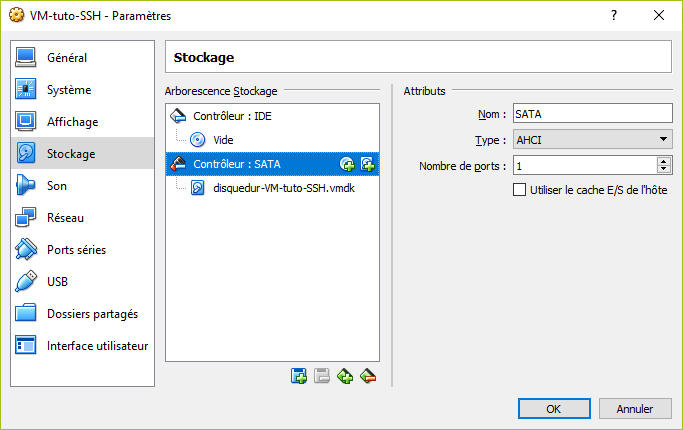 VM-tuto-SSH - Paramètres
Général
Système
Affichage
Stockage
Son
Réseau
Ports séries
USB
Dossiers partagés
Interface utilisateur
Stockage
Arborescence Stockage
Contrôleur : IDE
Vide
Contrôleur : SATA
disquedur-VM-tuto-SSH.vmdk
Attributs
Nom : SATA
Type : AHCI
Nombre de ports : 1
Utiliser le cache E/S de l'hôte
OK Annuler